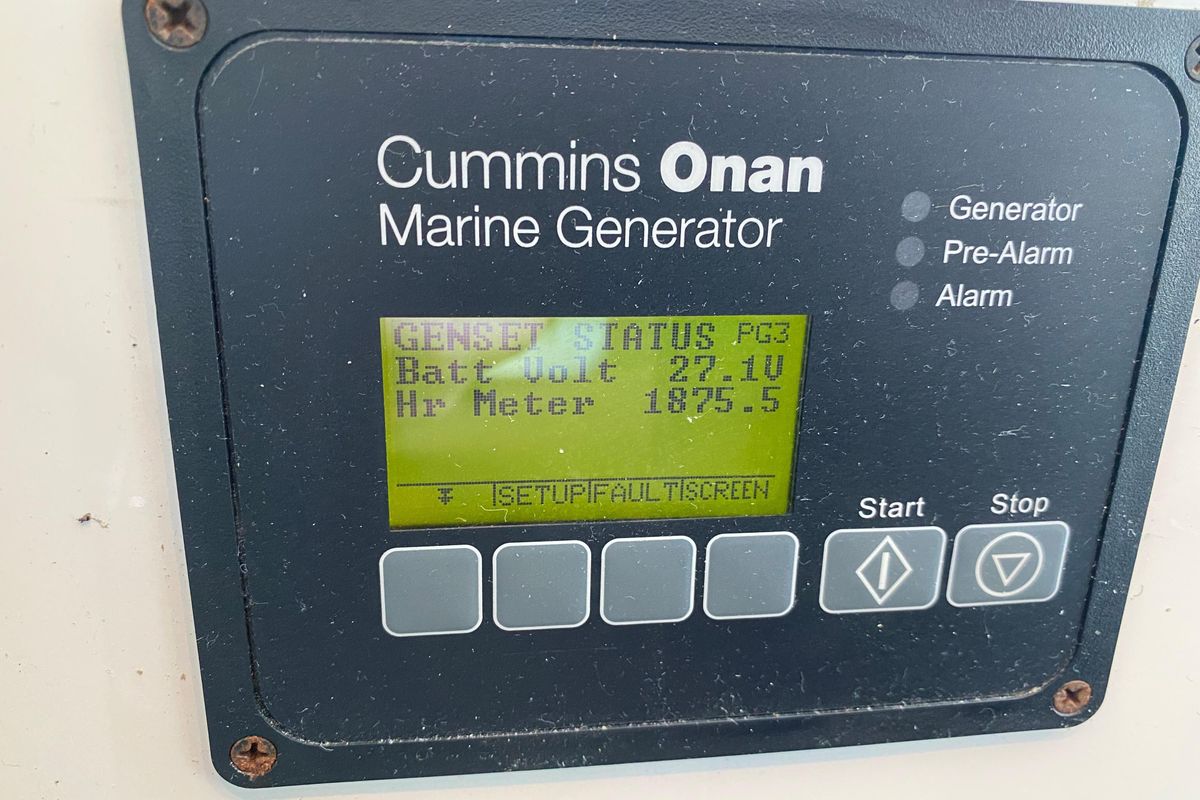 Cummins Onan
Marine Generator
Generator
Pre-Alarm
Alarm
GENSET STATUS PG3
Batt Volt 27.1V
Hr Meter 1875.5
SETUP FAULT SCREEN
Start Stop